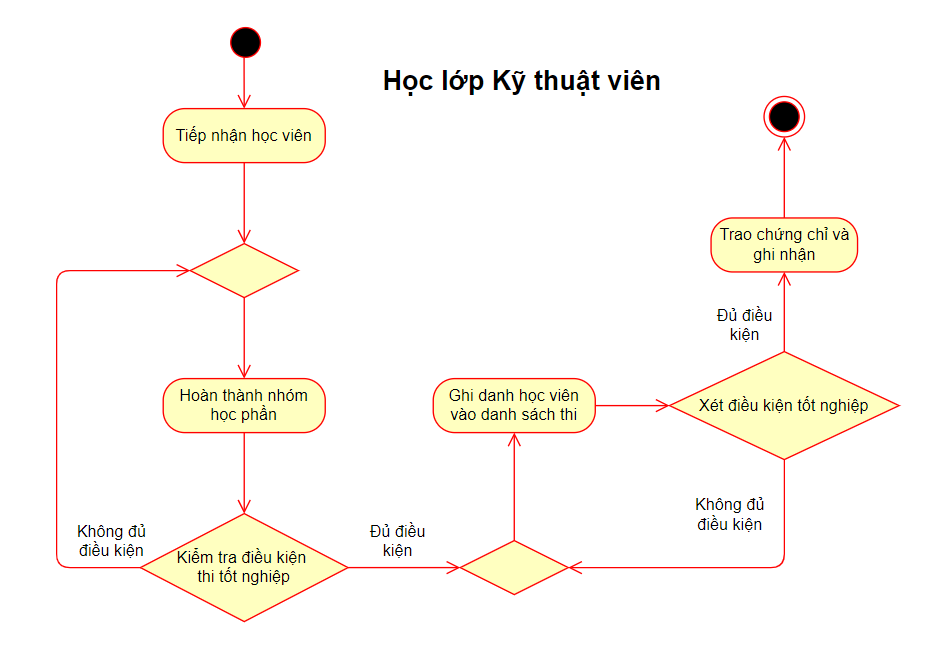 Học lớp Kỹ thuật viên
Tiếp nhận học viên
Hoàn thành nhóm
học phần
Không đủ
điều kiện
Kiễm tra điều kiện
thi tốt nghiệp
Đủ điều
kiện
Ghi danh học viên
vào danh sách thi
Xét điều kiện tốt nghiệp
Không đủ
điều kiện
Đủ điều
kiện
Trao chứng chỉ và
ghi nhận